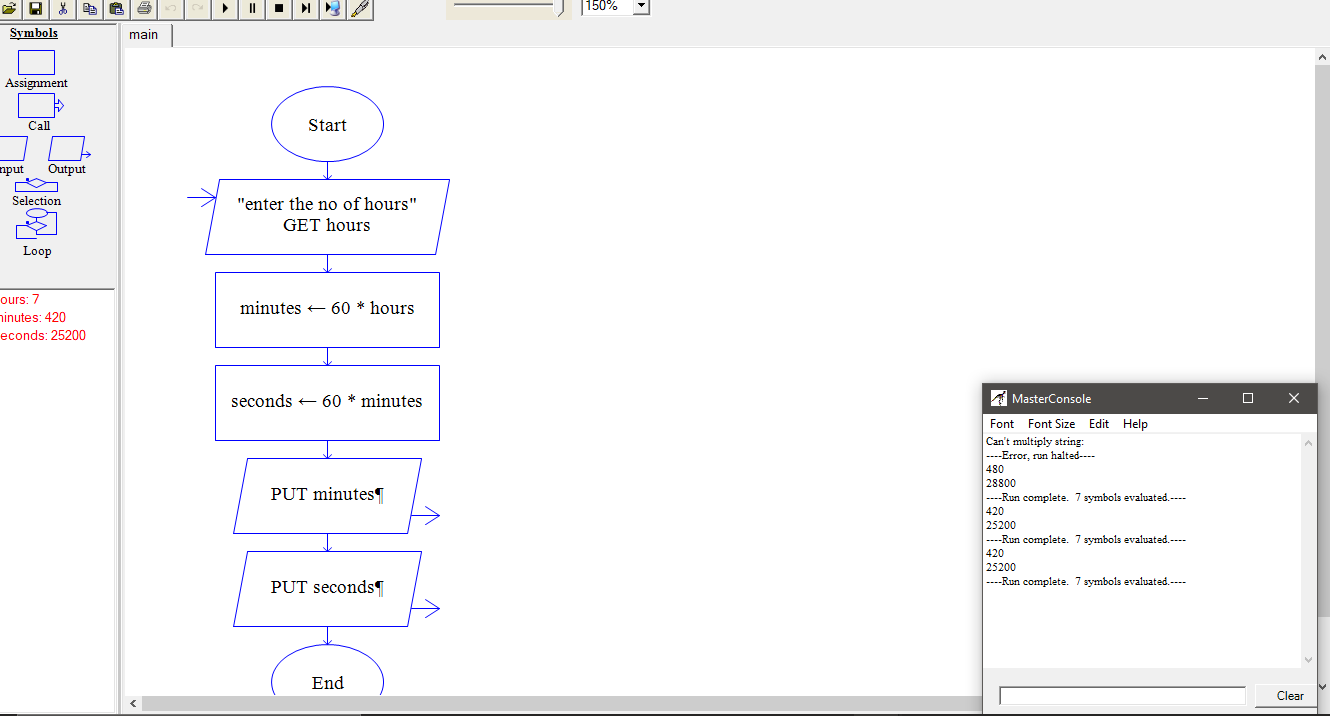 150%
Symbols
main
Assignment
Call
nput
Output
Selection
Loop
ours: 7
inutes: 420
econds: 25200
Start
"enter the no of hours"
GET hours
minutes ← 60 * hours
seconds ← 60 * minutes
PUT minutes¶
PUT seconds¶
End
MasterConsole
Font Font Size Edit Help
Can't multiply string:
----Error, run halted----
480
28800
----Run complete.  7 symbols evaluated.----
420
25200
----Run complete.  7 symbols evaluated.----
420
25200
----Run complete.  7 symbols evaluated.----
Clear